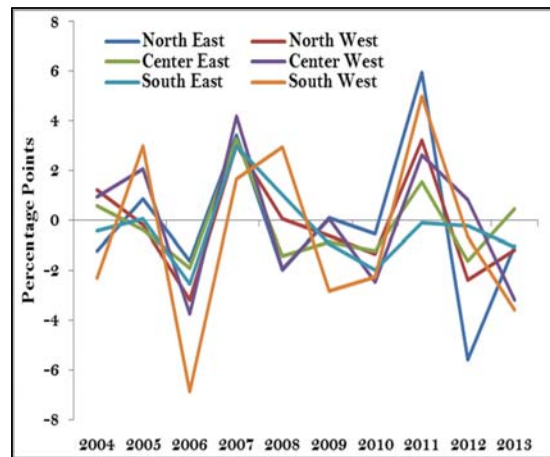 8
North East North West
6 Center East Center West
South East South West
4
2
0
-2
-4
-6
-8
Percentage Points
2004 2005 2006 2007 2008 2009 2010 2011 2012 2013